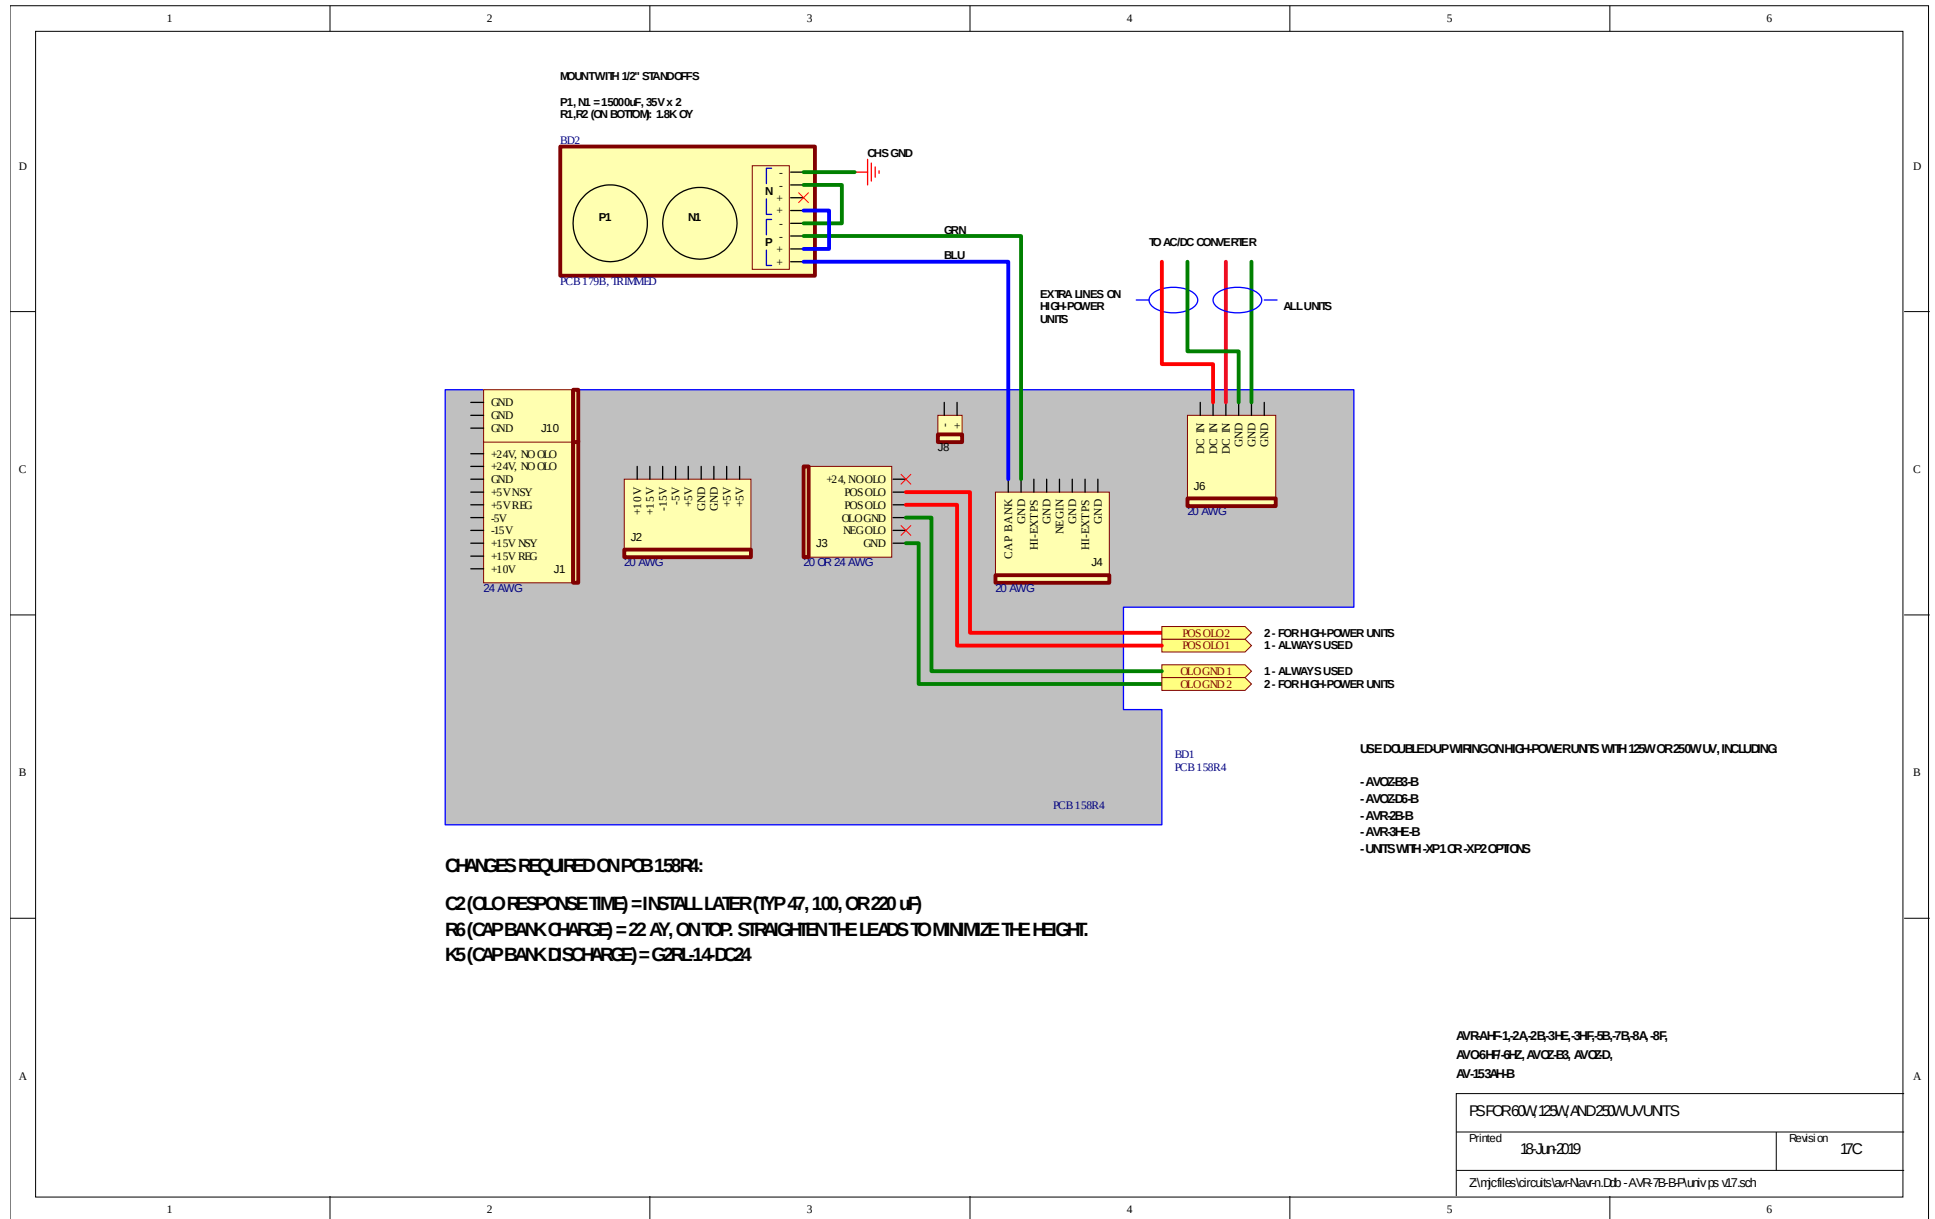 1 2 3 4 5 6
MOUNT WITH 1/2" STANDOFFS
P1, N1 = 15000uF, 35V x 2
R1,R2 (ON BOTTOM): 1.8K OY
BD2
CHS GND
D D
P1
N1
N
P
-
-
+
+
-
-
+
+
GRN
BLU
PCB 179B, TRIMMED
TO AC/DC CONVERTER
EXTRA LINES ON
HIGH-POWER
UNITS
ALL UNITS
GND
GND
GND J10
+24V, NO OLO
+24V, NO OLO
GND
+5V NSY
+5V REG
-5V
-15V
+15V NSY
+15V REG
+10V J1
24 AWG
C C
+10V
+15V
-15V
-5V
+5V
GND
GND
+5V
+5V
J2
20 AWG
+24, NO OLO
POS OLO
POS OLO
OLO GND
NEG OLO
GND
J3
20 OR 24 AWG
-
+
J8
CAP BANK
GND
HI-EXT PS
GND
NEG IN
GND
HI-EXT PS
GND
J4
20 AWG
DC IN
DC IN
DC IN
GND
GND
GND
J6
20 AWG
POS OLO 2 2 - FOR HIGH-POWER UNITS
POS OLO 1 1 - ALWAYS USED
OLO GND 1 1 - ALWAYS USED
OLO GND 2 2 - FOR HIGH-POWER UNITS
BD1
PCB 158R4
PCB 158R4
B B
USE DOUBLED-UP WIRING ON HIGH-POWER UNITS WITH 125W OR 250W UV, INCLUDING:
- AVOZ-B3-B
- AVOZ-D6-B
- AVR-2B-B
- AVR-3HE-B
- UNITS WITH -XP1 OR -XP2 OPTIONS
CHANGES REQUIRED ON PCB 158R4:
C2 (OLO RESPONSE TIME) = INSTALL LATER (TYP 47, 100, OR 220 uF)
R6 (CAP BANK CHARGE) = 22 AY, ON TOP. STRAIGHTEN THE LEADS TO MINIMIZE THE HEIGHT.
K5 (CAP BANK DISCHARGE) = G2RL-14-DC24
A A
AVR-AHF-1,-2A,-2B,-3HE,-3HF,-5B,-7B,-8A, -8F,
AVO-6HF/-6HZ, AVOZ-B3, AVOZ-D,
AV-153AH-B
PS FOR 60W, 125W, AND 250W UV UNITS
Printed 18-Jun-2019
Revision 17C
Z:\mjcfiles\circuits\avr-N\avr-n.Ddb - AVR-7B-B-P\univ ps v17.sch
1 2 3 4 5 6